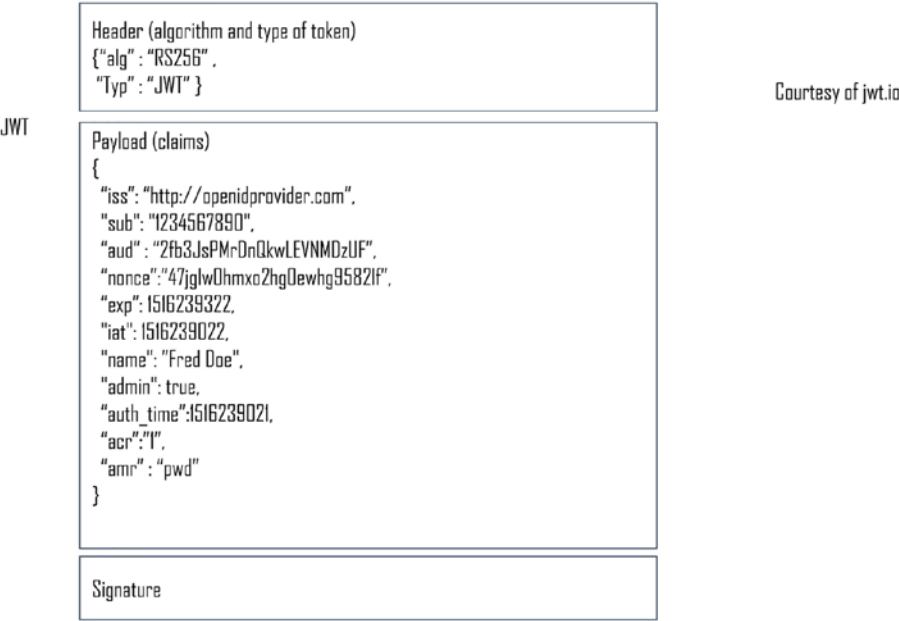 Header (algorithm and type of token)
{“alg” : “RS256” ,
“Typ” : “JWT” }
Courtesy of jwt.io
JWT
Payload (claims)
{
“iss”: “http://openidprovider.com”,
"sub": "1234567890",
“aud” : “2fb3JsPMrDnQkwLEVNMDzUF”,
“nonce”:”47jglw0hmxo2hg0ewhg9582lf”,
“exp”: 1516239322,
"iat": 1516239022,
“name”: ”Fred Doe",
"admin": true,
“auth_time”:1516239021,
“acr”:”1”,
“amr” : “pwd”
}
Signature